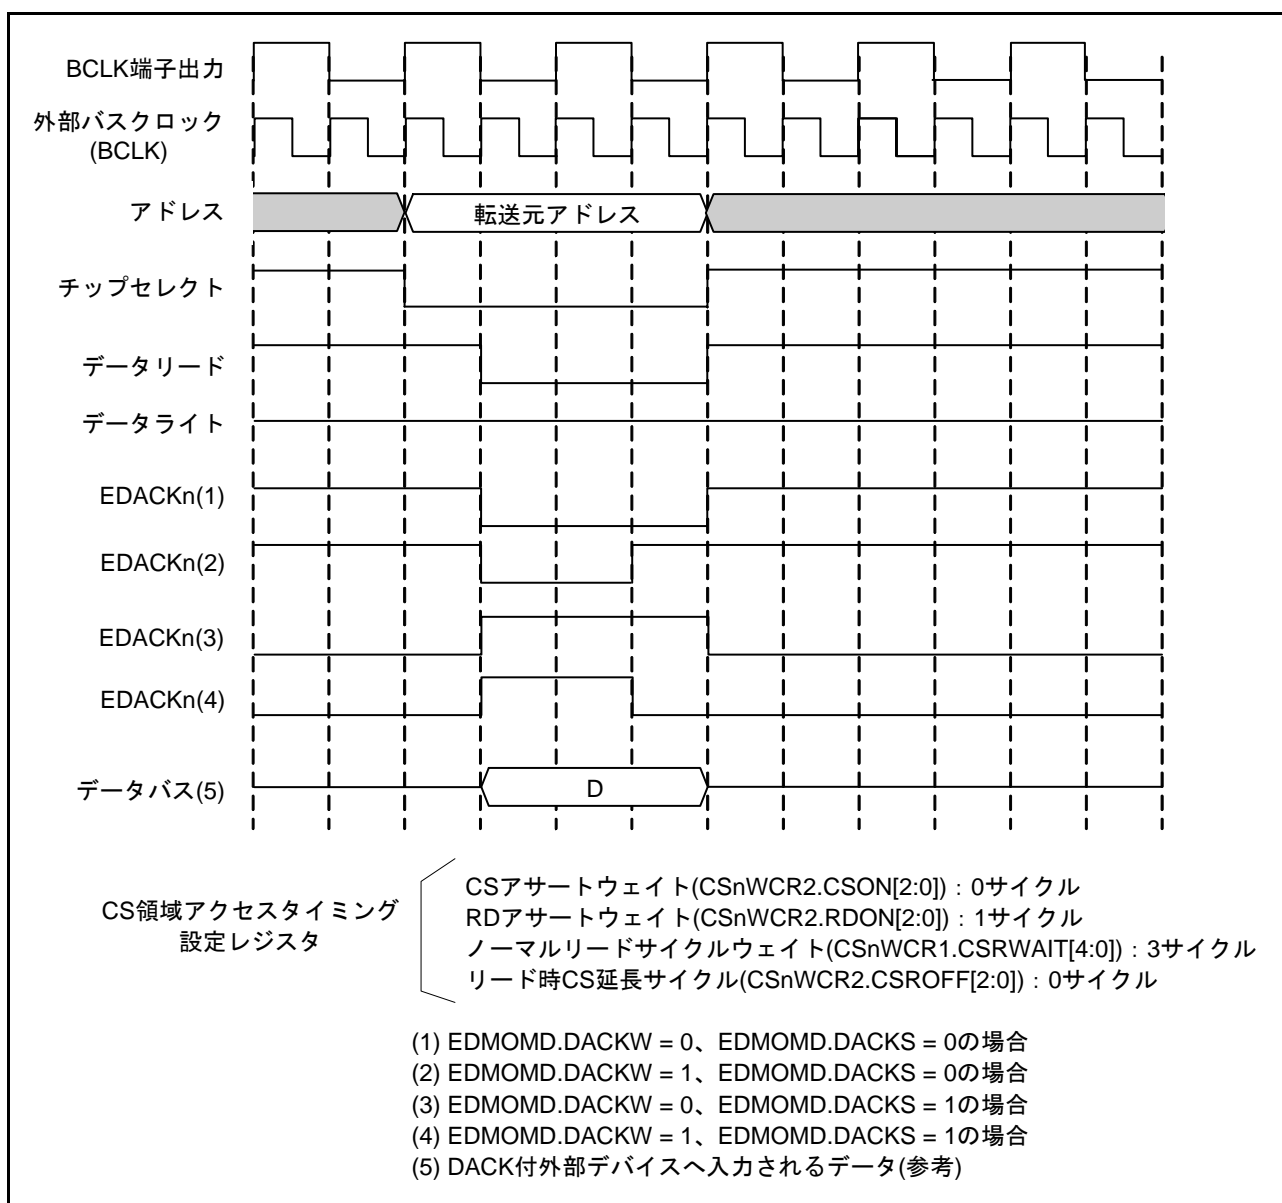 BCLK端子出力
外部バスクロック
(BCLK)
アドレス
転送元アドレス
チップセレクト
データリード
データライト
EDACKn(1)
EDACKn(2)
EDACKn(3)
EDACKn(4)
データバス(5)
D
CS領域アクセスタイミング
設定レジスタ
CSアサートウェイト(CSnWCR2.CSON[2:0])：0サイクル
RDアサートウェイト(CSnWCR2.RDON[2:0])：1サイクル
ノーマルリードサイクルウェイト(CSnWCR1.CSRWAIT[4:0])：3サイクル
リード時CS延長サイクル(CSnWCR2.CSROFF[2:0])：0サイクル
(1) EDMOMD.DACKW = 0、EDMOMD.DACKS = 0の場合
(2) EDMOMD.DACKW = 1、EDMOMD.DACKS = 0の場合
(3) EDMOMD.DACKW = 0、EDMOMD.DACKS = 1の場合
(4) EDMOMD.DACKW = 1、EDMOMD.DACKS = 1の場合
(5) DACK付外部デバイスへ入力されるデータ(参考)